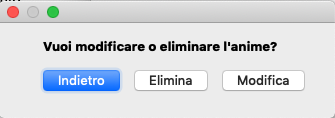 Vuoi modificare o eliminare l'anime?
Indietro
Elimina
Modifica